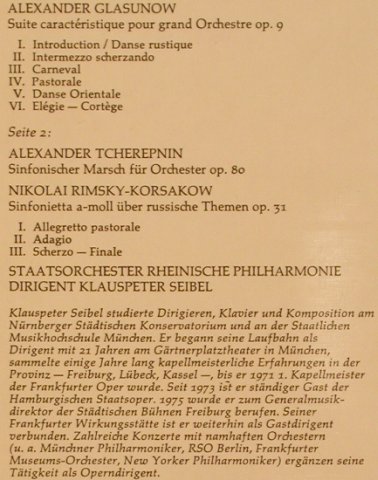 ALEXANDER GLASUNOW
Suite caractéristique pour grand Orchestre op. 9
I. Introduction / Danse rustique
II. Intermezzo scherzando
III. Carneval
IV. Pastorale
V. Danse Orientale
VI. Elégie — Cortège
Seite 2:
ALEXANDER TCHEREPNIN
Sinfonischer Marsch für Orchester op. 80
NIKOLAI RIMSKY-KORSAKOW
Sinfonietta a-moll über russische Themen op. 31
I. Allegretto pastorale
II. Adagio
III. Scherzo — Finale
STAATSORCHESTER RHEINISCHE PHILHARMONIE
DIRIGENT KLAUSPETER SEIBEL
Klauspeter Seibel studierte Dirigieren, Klavier und Komposition am
Nürnberger Städtischen Konservatorium und an der Staatlichen
Musikhochschule München. Er begann seine Laufbahn als
Dirigent mit 21 Jahren am Gärtnerplatztheater in München,
sammelte einige Jahre lang kapellmeisterliche Erfahrungen in der
Provinz — Freiburg, Lübeck, Kassel —, bis er 1971 1. Kapellmeister
der Frankfurter Oper wurde. Seit 1973 ist er ständiger Gast der
Hamburgischen Staatsoper. 1975 wurde er zum Generalmusik-
direktor der Städtischen Bühnen Freiburg berufen. Seiner
Frankfurter Wirkungsstätte ist er weiterhin als Gastdirigent
verbunden. Zahlreiche Konzerte mit namhaften Orchestern
(u. a. Münchner Philharmoniker, RSO Berlin, Frankfurter
Museums-Orchester, New Yorker Philharmoniker) ergänzen seine
Tätigkeit als Operndirigent.